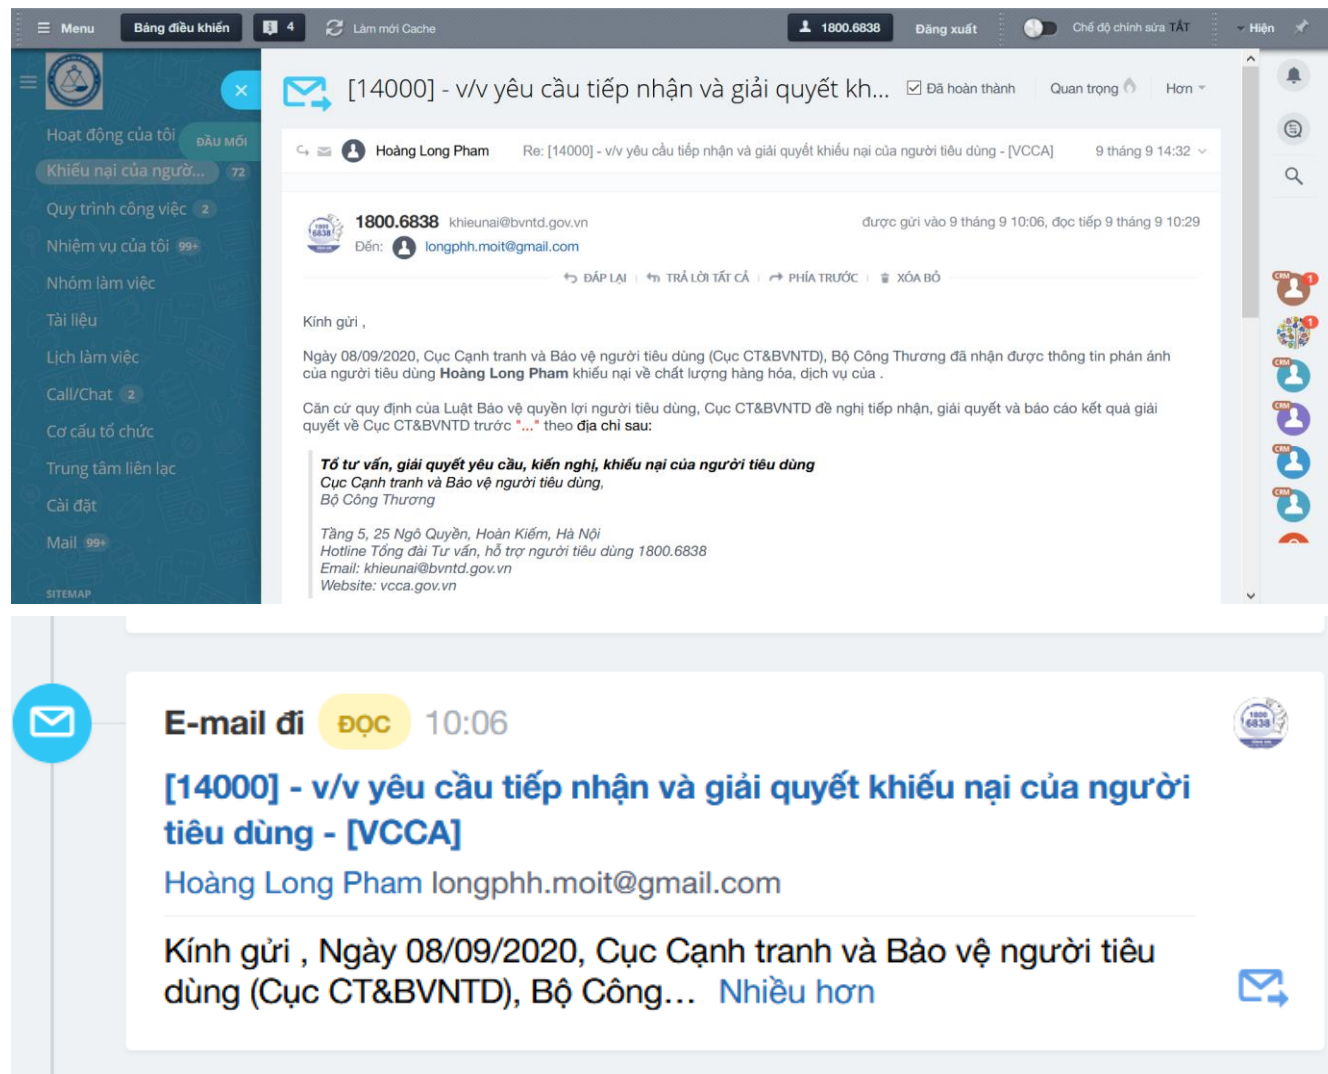 Menu Bảng điều khiển 4 Làm mới Cache 1800.6838 Đăng xuất Chế độ chỉnh sửa TẮT Hiện
[14000] - v/v yêu cầu tiếp nhận và giải quyết kh... Đã hoàn thành Quan trọng Hơn
Hoạt động của tôi
ĐẦU MỐI
Khiếu nại của ngườ... 72
Quy trình công việc 2
Nhiệm vụ của tôi 99+
Nhóm làm việc
Tài liệu
Lịch làm việc
Call/Chat 2
Cơ cấu tổ chức
Trung tâm liên lạc
Cài đặt
Mail 99+
SITEMAP
Hoàng Long Pham Re: [14000] - v/v yêu cầu tiếp nhận và giải quyết khiếu nại của người tiêu dùng - [VCCA] 9 tháng 9 14:32
1800.6838 khieunai@bvntd.gov.vn được gửi vào 9 tháng 9 10:06, đọc tiếp 9 tháng 9 10:29
Đến: longphh.moit@gmail.com
ĐÁP LẠI TRẢ LỜI TẤT CẢ PHÍA TRƯỚC XÓA BỎ
Kính gửi ,
Ngày 08/09/2020, Cục Cạnh tranh và Bảo vệ người tiêu dùng (Cục CT&BVNTD), Bộ Công Thương đã nhận được thông tin phản ánh
của người tiêu dùng Hoàng Long Pham khiếu nại về chất lượng hàng hóa, dịch vụ của .
Căn cứ quy định của Luật Bảo vệ quyền lợi người tiêu dùng, Cục CT&BVNTD đề nghị tiếp nhận, giải quyết và báo cáo kết quả giải
quyết về Cục CT&BVNTD trước "..." theo địa chỉ sau:
Tổ tư vấn, giải quyết yêu cầu, kiến nghị, khiếu nại của người tiêu dùng
Cục Cạnh tranh và Bảo vệ người tiêu dùng,
Bộ Công Thương
Tầng 5, 25 Ngô Quyền, Hoàn Kiếm, Hà Nội
Hotline Tổng đài Tư vấn, hỗ trợ người tiêu dùng 1800.6838
Email: khieunai@bvntd.gov.vn
Website: vcca.gov.vn
CRM 1
1
CRM
CRM
CRM
CRM
E-mail đi ĐỌC 10:06
1800
6838
[14000] - v/v yêu cầu tiếp nhận và giải quyết khiếu nại của người
tiêu dùng - [VCCA]
Hoàng Long Pham longphh.moit@gmail.com
Kính gửi , Ngày 08/09/2020, Cục Cạnh tranh và Bảo vệ người tiêu
dùng (Cục CT&BVNTD), Bộ Công... Nhiều hơn